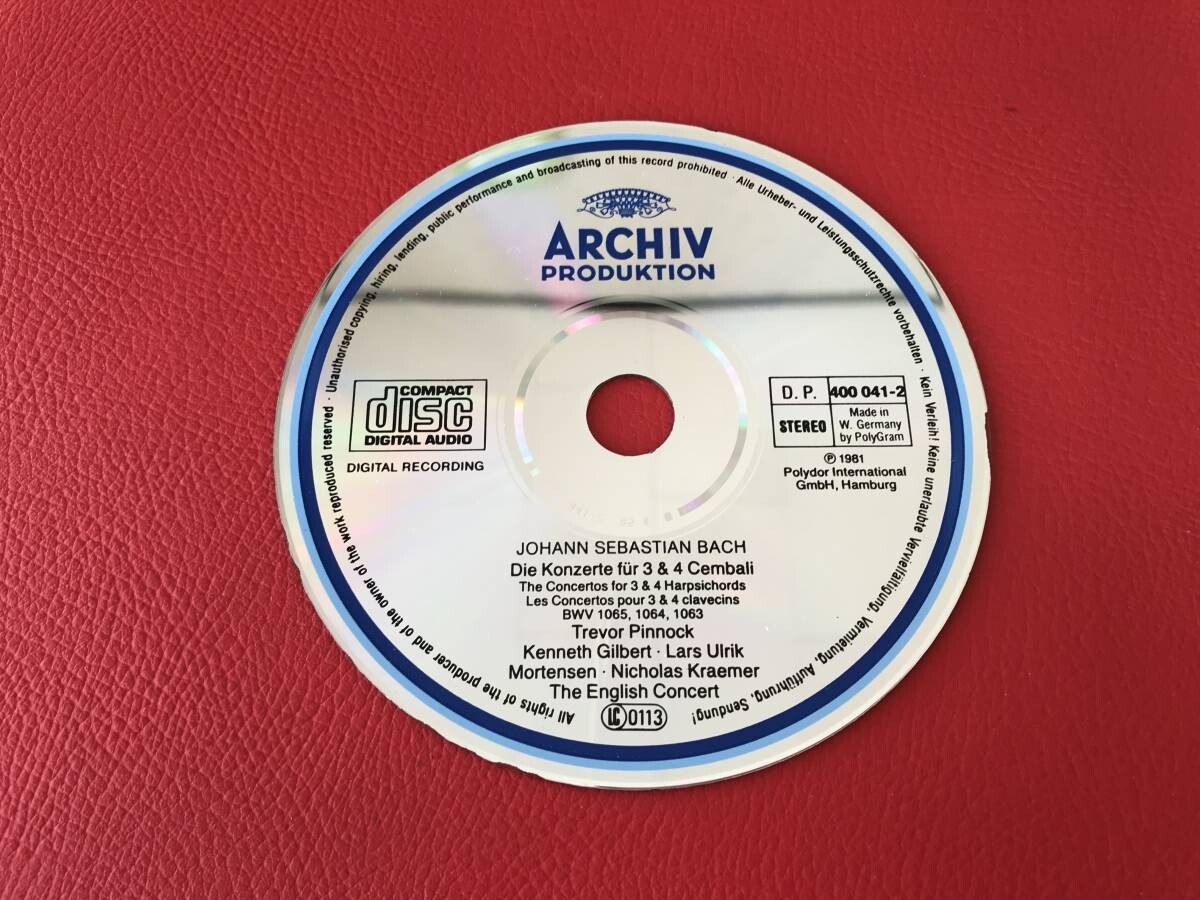 Unauthorised copying, hiring, lending, public performance and broadcasting of this record prohibited · Alle Urheber- und Leistungsschutzrechte vorbehalten · Kein Verleih! Keine unerlaubte Vervielfältigung, Vermietung, Aufführung, Sendung!
ARCHIV
PRODUKTION
COMPACT
disc
DIGITAL AUDIO
DIGITAL RECORDING
D. P. 400 041-2
STEREO
Made in
W. Germany
by PolyGram
℗ 1981
Polydor International
GmbH, Hamburg
JOHANN SEBASTIAN BACH
Die Konzerte für 3 & 4 Cembali
The Concertos for 3 & 4 Harpsichords
Les Concertos pour 3 & 4 clavecins
BWV 1065, 1064, 1063
Trevor Pinnock
Kenneth Gilbert · Lars Ulrik
Mortensen · Nicholas Kraemer
The English Concert
LC 0113
All rights of the producer and of the owner of the work reproduced reserved ·